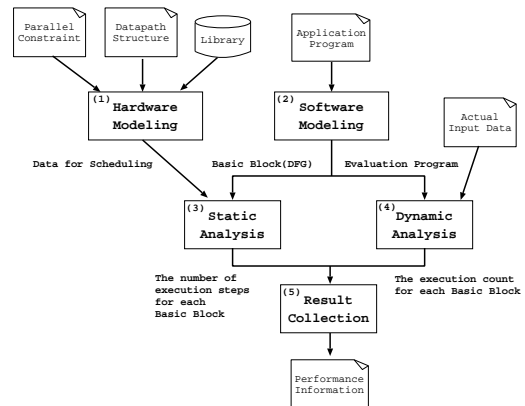 Parallel
Constraint
Datapath
Structure
Library
Application
Program
(1) Hardware
Modeling
(2) Software
Modeling
Actual
Input Data
Data for Scheduling
Basic Block(DFG)
Evaluation Program
(3) Static
Analysis
(4) Dynamic
Analysis
The number of
execution steps
for each
Basic Block
The execution count
for each Basic Block
(5) Result
Collection
Performance
Information